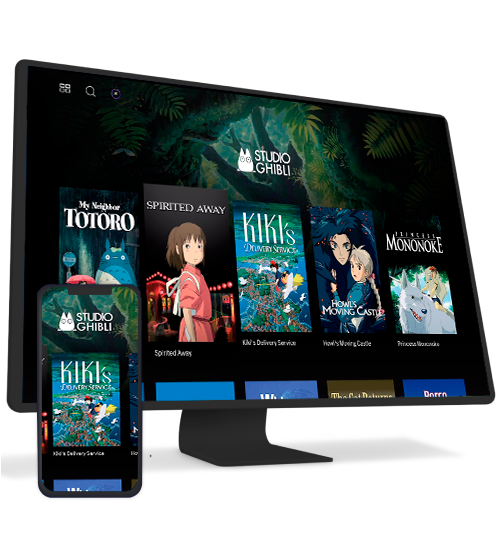 STUDIO
GHIBLI
My Neighbor
TOTORO
SPIRITED AWAY
KIKI's
DELIVERY SERVICE
HOWL'S
MOVING CASTLE
PRINCESS
MONONOKE
Spirited Away
Kiki's Delivery Service
Howl's Moving Castle
Princess Mononoke
The Cat Returns
Porco
STUDIO
GHIBLI
KIKI's
DELIVERY SERVICE
Kiki's Delivery Service